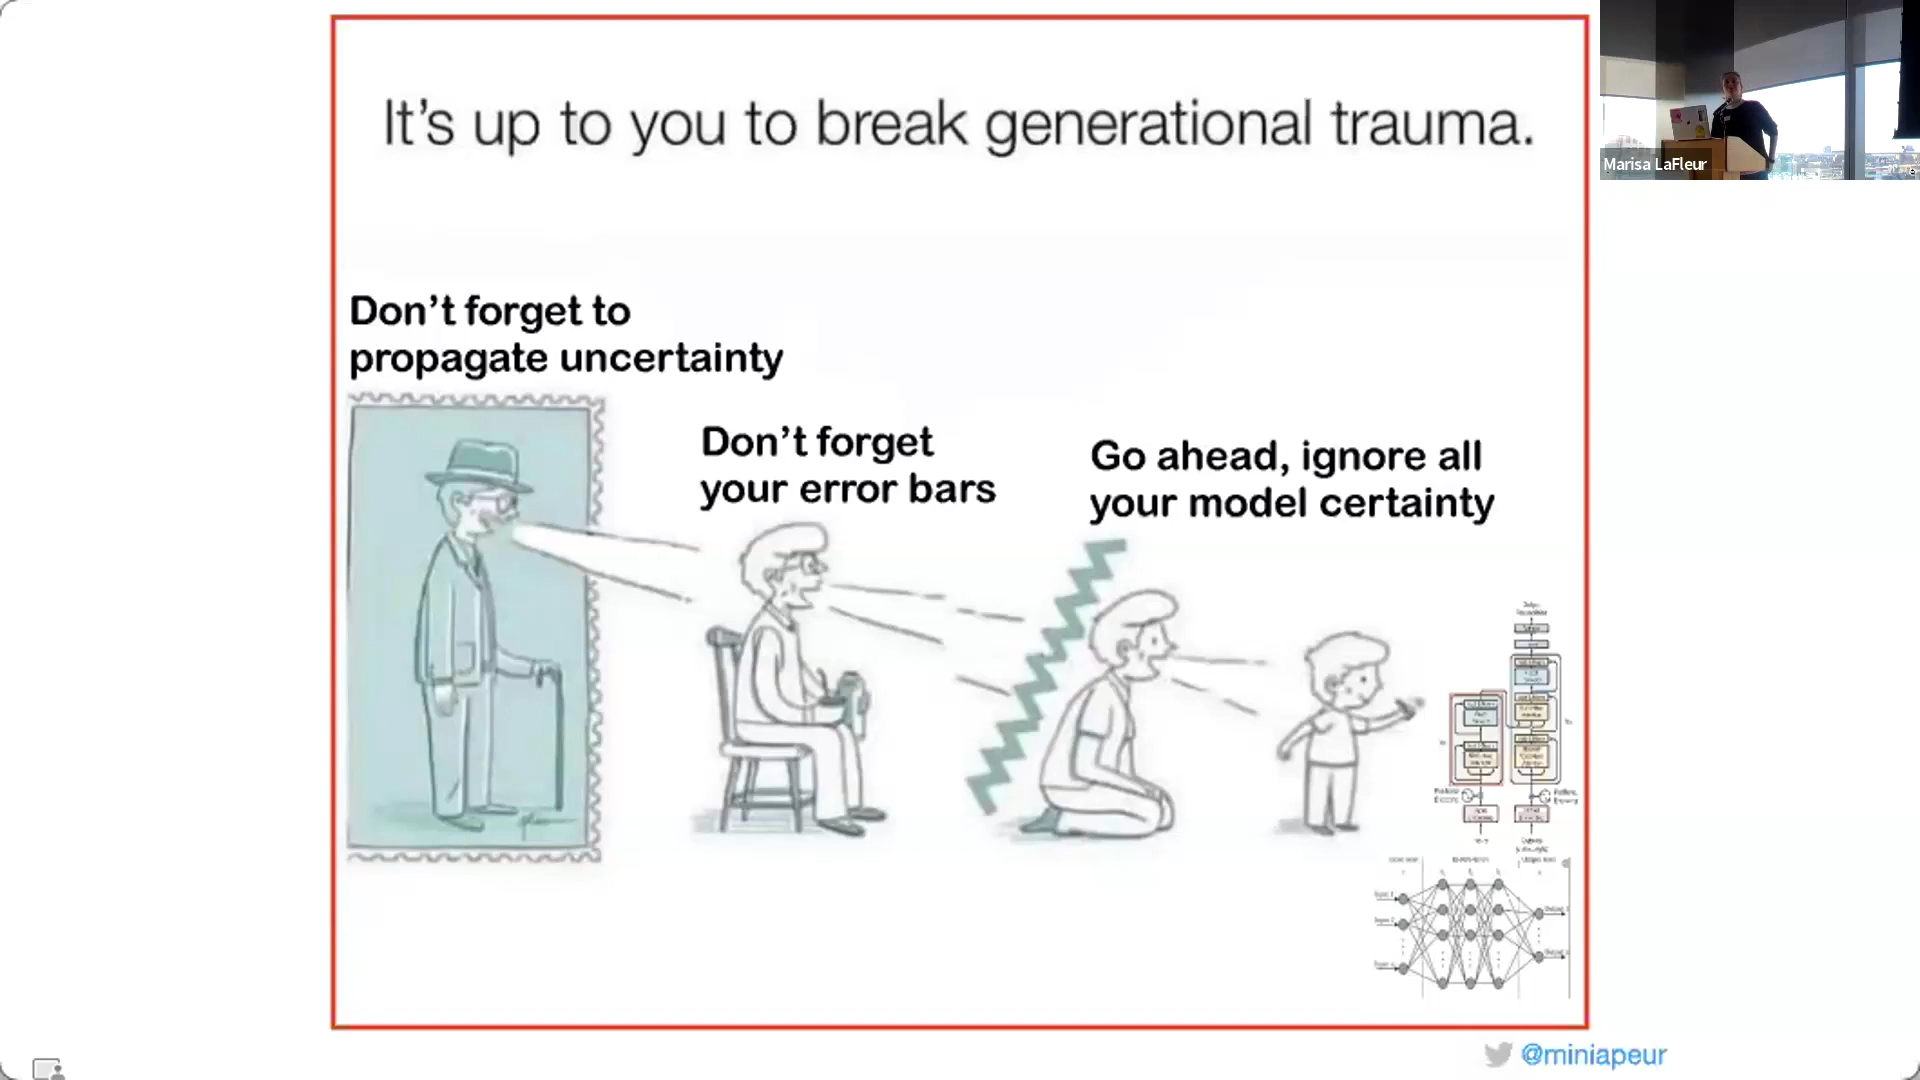 It's up to you to break generational trauma.
Marisa LaFleur
Don't forget to
propagate uncertainty
Don't forget
your error bars
Go ahead, ignore all
your model certainty
@miniapeur